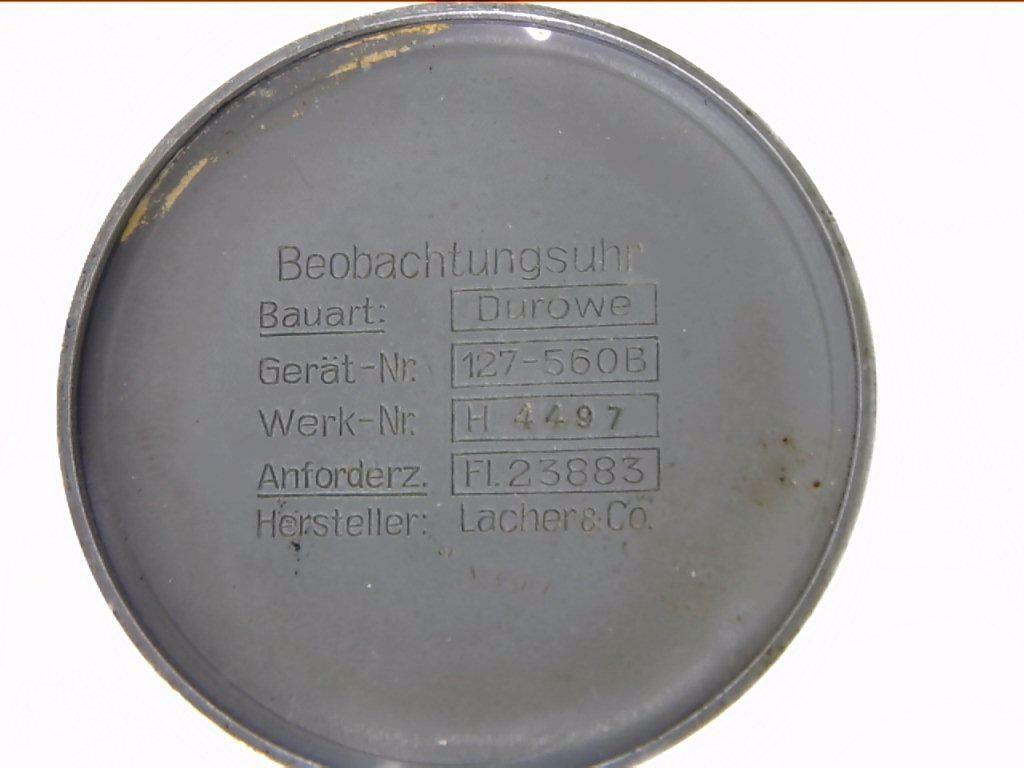 Beobachtungsuhr
Bauart: Durowe
Gerät-Nr. 127-560B
Werk-Nr. H 4497
Anforderz. Fl.23883
Hersteller: Lacher & Co.